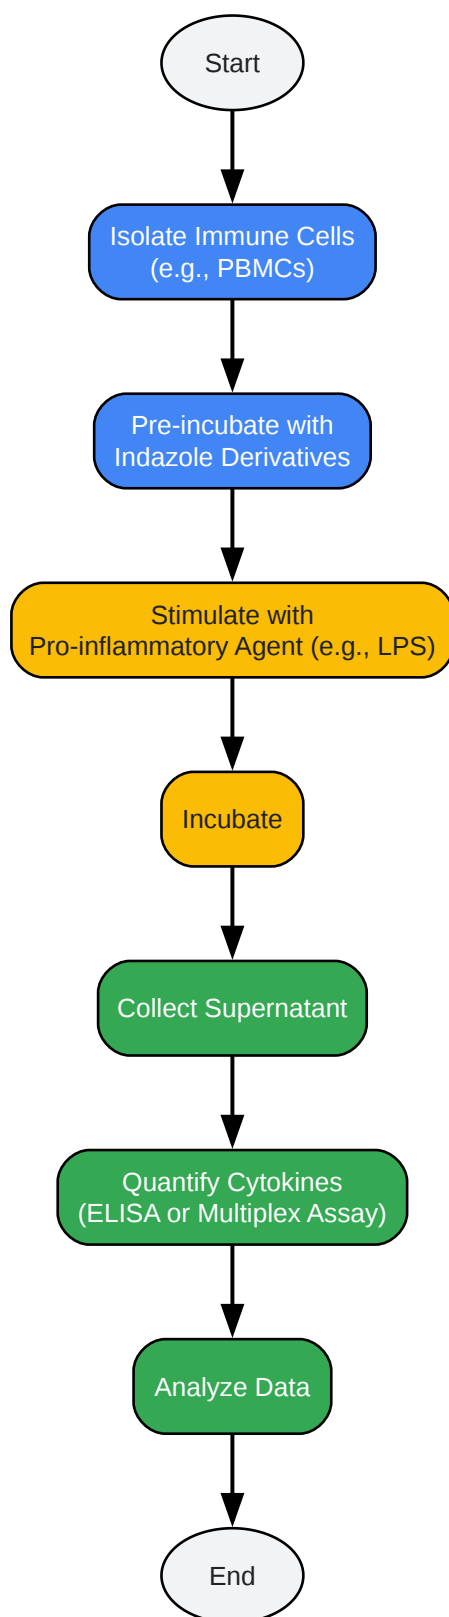 Start
Isolate Immune Cells
(e.g., PBMCs)
Pre-incubate with
Indazole Derivatives
Stimulate with
Pro-inflammatory Agent (e.g., LPS)
Incubate
Collect Supernatant
Quantify Cytokines
(ELISA or Multiplex Assay)
Analyze Data
End